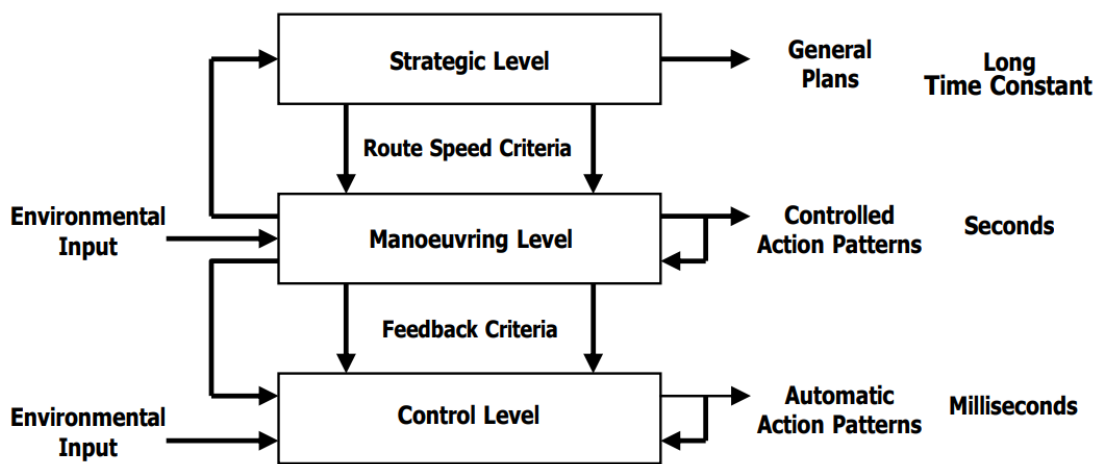 Strategic Level
General
Plans
Long
Time Constant
Route Speed Criteria
Environmental
Input
Manoeuvring Level
Controlled
Action Patterns
Seconds
Feedback Criteria
Environmental
Input
Control Level
Automatic
Action Patterns
Milliseconds